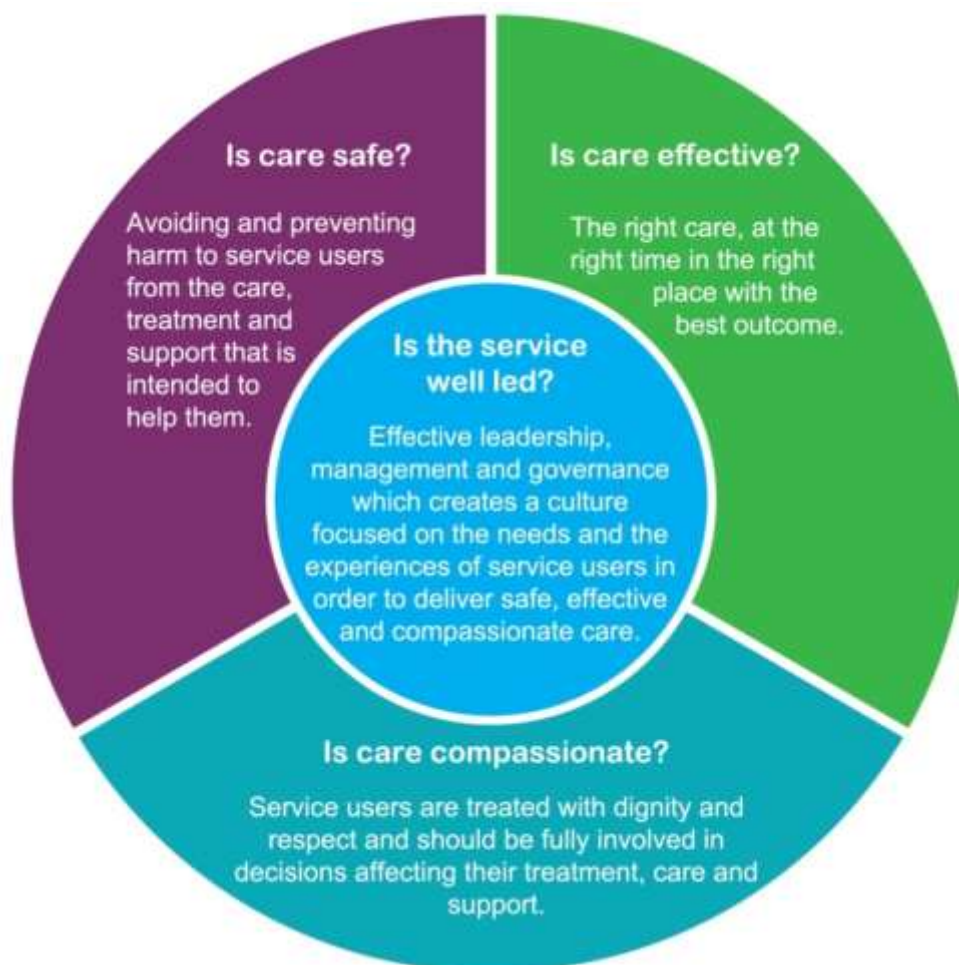 Is care safe?
Avoiding and preventing
harm to service users
from the care,
treatment and
support that is
intended to
help them.
Is care effective?
The right care, at the
right time in the right
place with the
best outcome.
Is the service
well led?
Effective leadership,
management and governance
which creates a culture
focused on the needs and the
experiences of service users in
order to deliver safe, effective
and compassionate care.
Is care compassionate?
Service users are treated with dignity and
respect and should be fully involved in
decisions affecting their treatment, care and
support.